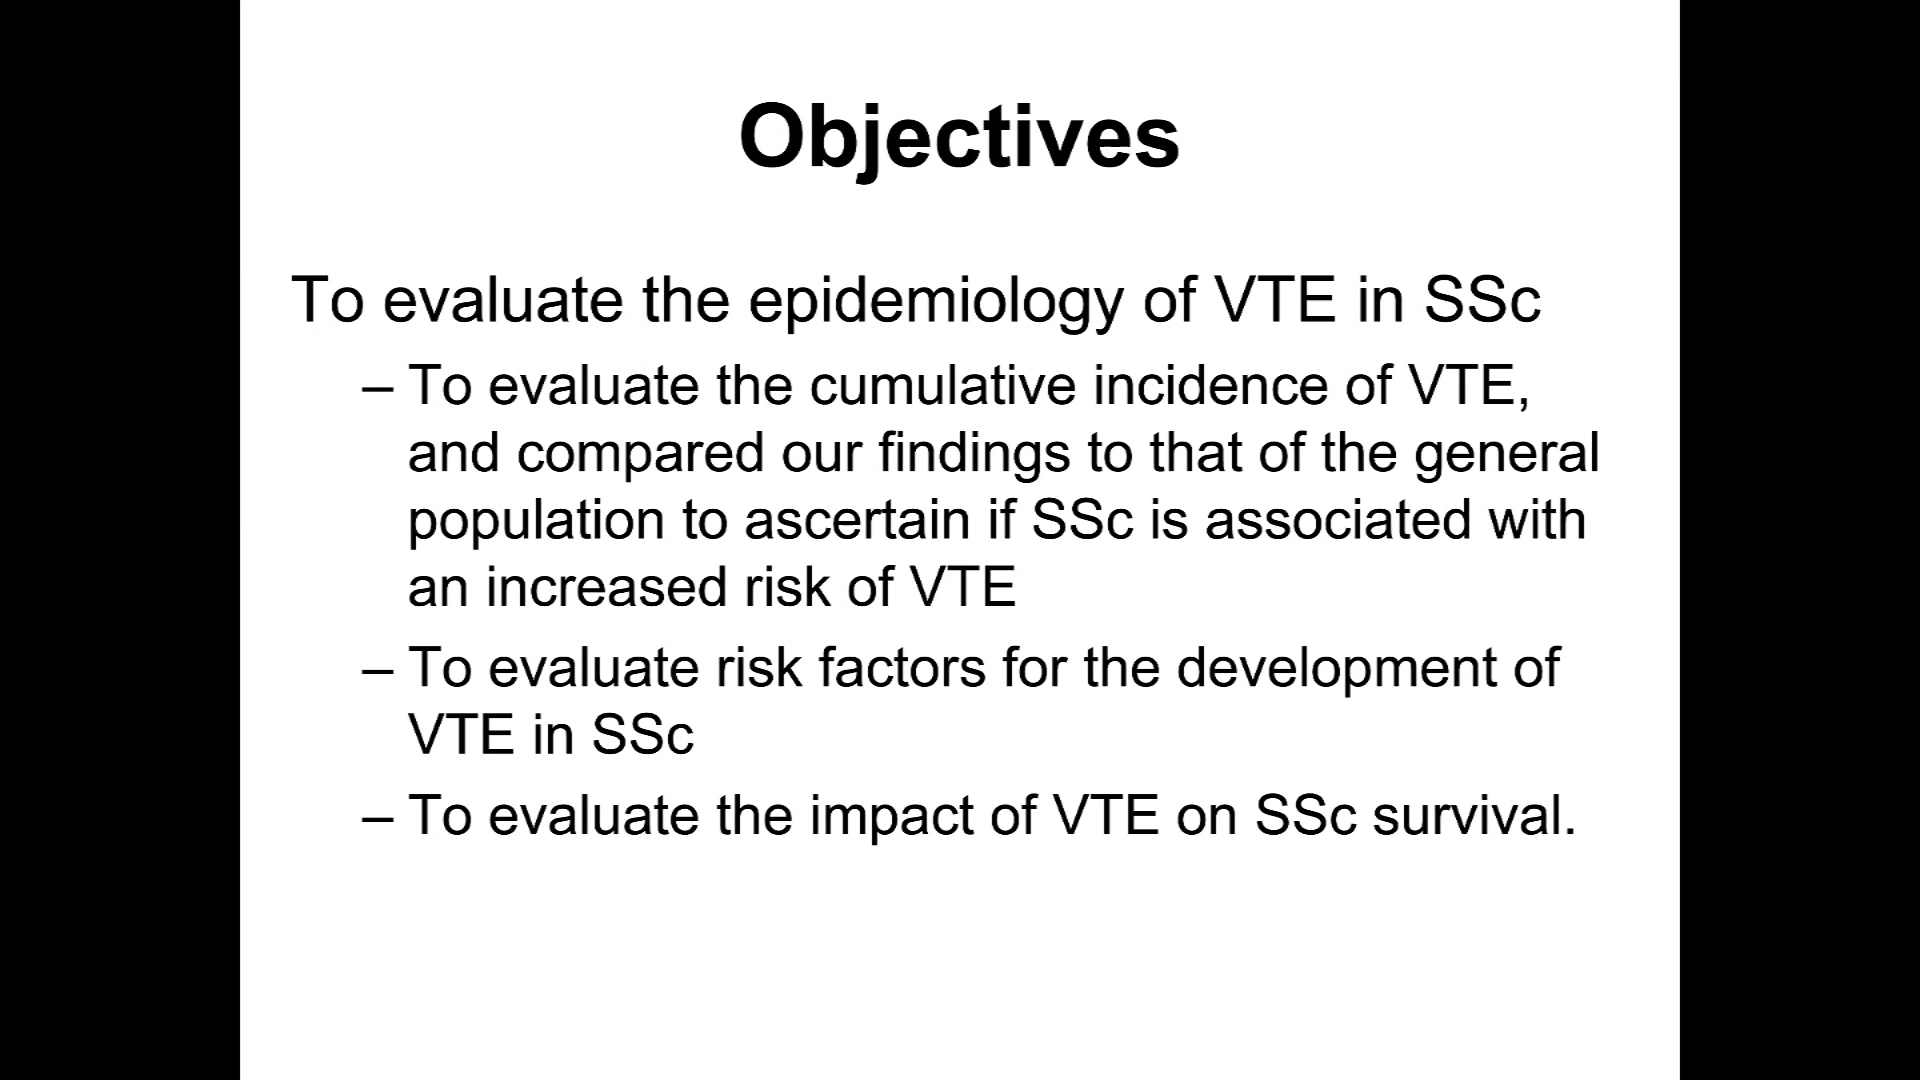 Objectives
To evaluate the epidemiology of VTE in SSc
– To evaluate the cumulative incidence of VTE,
and compared our findings to that of the general
population to ascertain if SSc is associated with
an increased risk of VTE
– To evaluate risk factors for the development of
VTE in SSc
– To evaluate the impact of VTE on SSc survival.